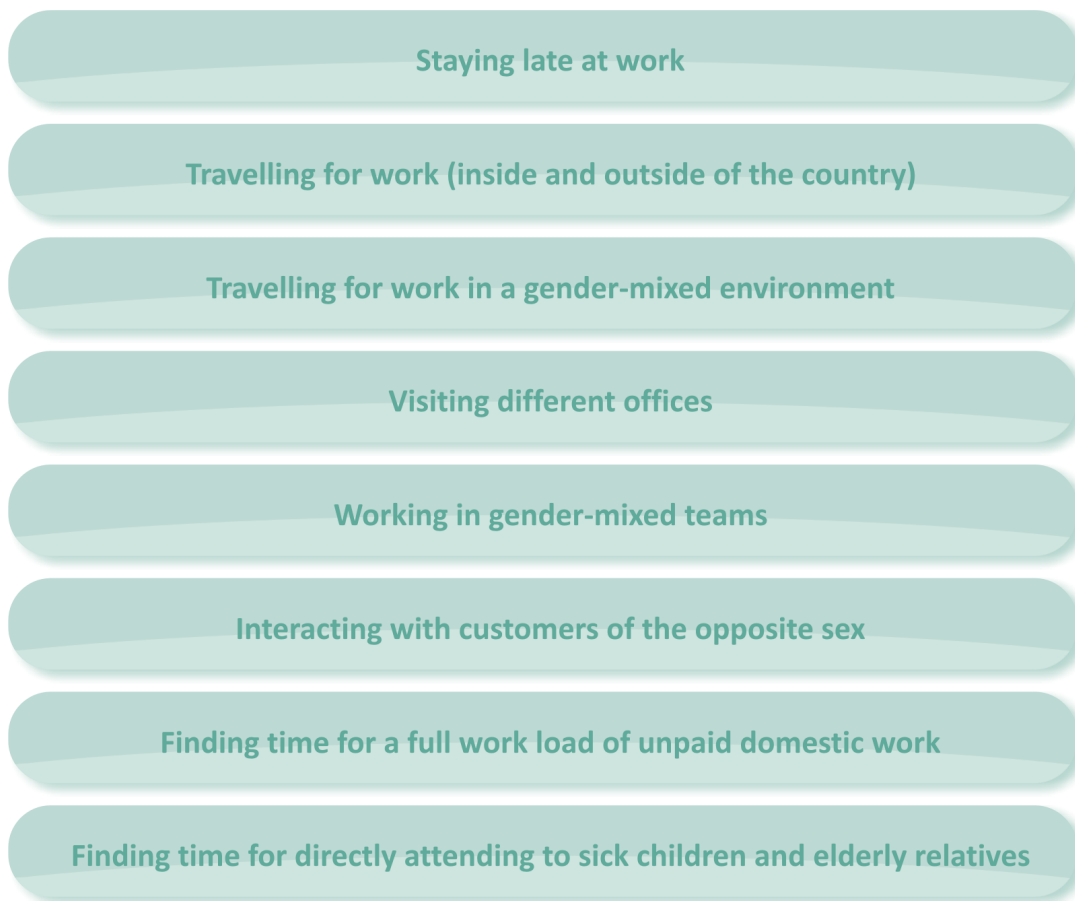 Staying late at work
Travelling for work (inside and outside of the country)
Travelling for work in a gender-mixed environment
Visiting different offices
Working in gender-mixed teams
Interacting with customers of the opposite sex
Finding time for a full work load of unpaid domestic work
Finding time for directly attending to sick children and elderly relatives